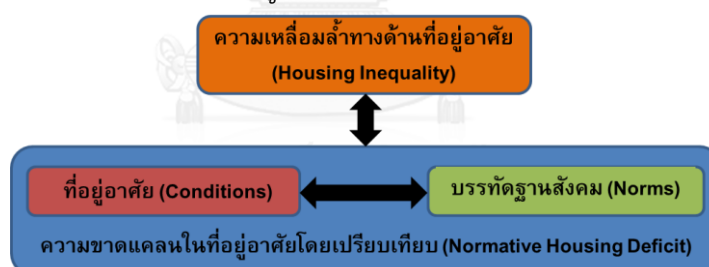 ความเหลื่อมล้ำทางด้านที่อยู่อาศัย
(Housing Inequality)
ที่อยู่อาศัย (Conditions)
บรรทัดฐานสังคม (Norms)
ความขาดแคลนในที่อยู่อาศัยโดยเปรียบเทียบ (Normative Housing Deficit)